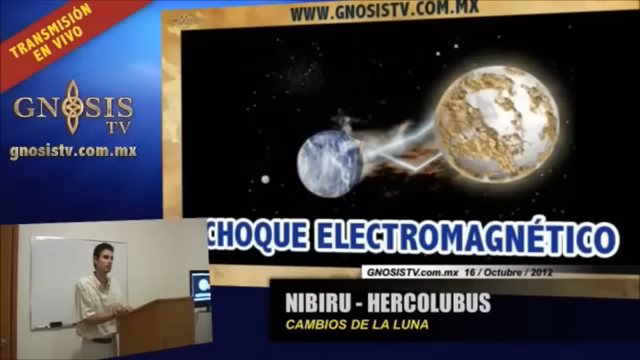 TRANSMISIÓN
EN VIVO
WWW.GNOSISTV.COM.MX
GNOSIS
TV
gnosistv.com.mx
CHOQUE ELECTROMAGNÉTICO
GNOSISTV.com.mx 16 / Octubre / 2012
NIBIRU - HERCOLUBUS
CAMBIOS DE LA LUNA